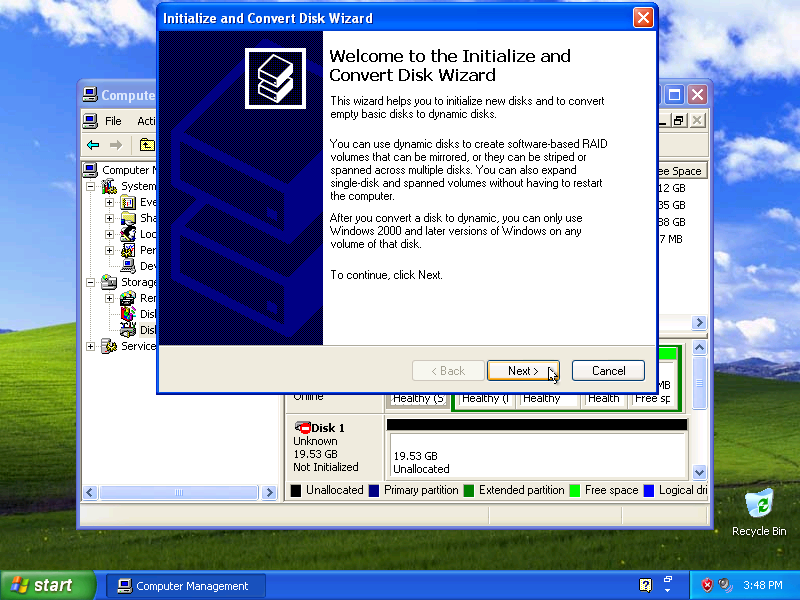 Initialize and Convert Disk Wizard
Welcome to the Initialize and
Convert Disk Wizard
This wizard helps you to initialize new disks and to convert
empty basic disks to dynamic disks.
You can use dynamic disks to create software-based RAID
volumes that can be mirrored, or they can be striped or
spanned across multiple disks. You can also expand
single-disk and spanned volumes without having to restart
the computer.
After you convert a disk to dynamic, you can only use
Windows 2000 and later versions of Windows on any
volume of that disk.
To continue, click Next.
< Back
Next >
Cancel
Compute
File
Acti
Computer M
System
Eve
Sha
Loc
Per
Dev
Storag
Rer
Disl
Disl
Service
ee Space
12 GB
35 GB
38 GB
7 MB
MB
Online
Healthy (S
Healthy (l
Healthy
Health
Free sp
Disk 1
Unknown
19.53 GB
Not Initialized
19.53 GB
Unallocated
Unallocated
Primary partition
Extended partition
Free space
Logical dri
Recycle Bin
start
Computer Management
3:48 PM